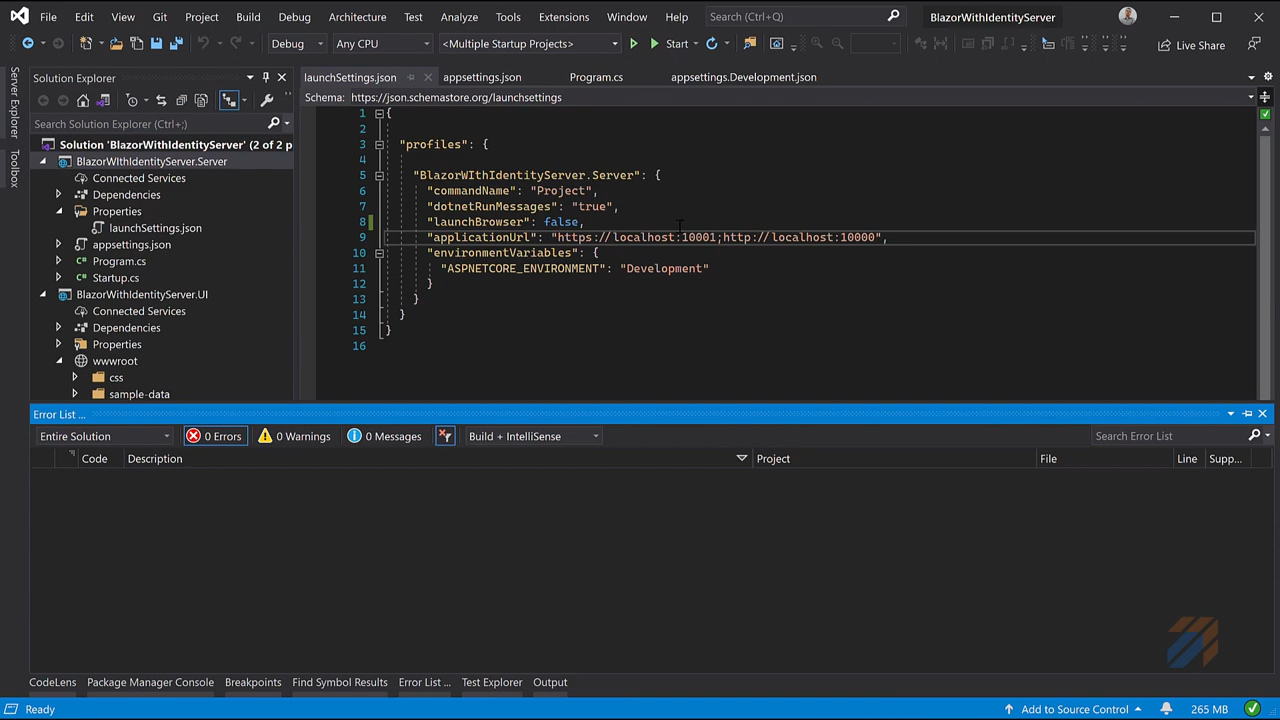 File Edit View Git Project Build Debug Architecture Test Analyze Tools Extensions Window Help Search (Ctrl+Q) BlazorWithIdentityServer
Debug Any CPU <Multiple Startup Projects> Start Live Share
Server Explorer
Toolbox
Solution Explorer
Search Solution Explorer (Ctrl+;)
Solution 'BlazorWithIdentityServer' (2 of 2 p
BlazorWIthIdentityServer.Server
Connected Services
Dependencies
Properties
launchSettings.json
appsettings.json
Program.cs
Startup.cs
BlazorWithIdentityServer.UI
Connected Services
Dependencies
Properties
wwwroot
css
sample-data
launchSettings.json appsettings.json Program.cs appsettings.Development.json
Schema: https://json.schemastore.org/launchsettings
1 {
2
3 "profiles": {
4
5 "BlazorWIthIdentityServer.Server": {
6 "commandName": "Project",
7 "dotnetRunMessages": "true",
8 "launchBrowser": false,
9 "applicationUrl": "https://localhost:10001;http://localhost:10000",
10 "environmentVariables": {
11 "ASPNETCORE_ENVIRONMENT": "Development"
12 }
13 }
14 }
15 }
16
Error List ...
Entire Solution 0 Errors 0 Warnings 0 Messages Build + IntelliSense Search Error List
Code Description Project File Line Supp...
CodeLens Package Manager Console Breakpoints Find Symbol Results Error List ... Test Explorer Output
Ready Add to Source Control 265 MB